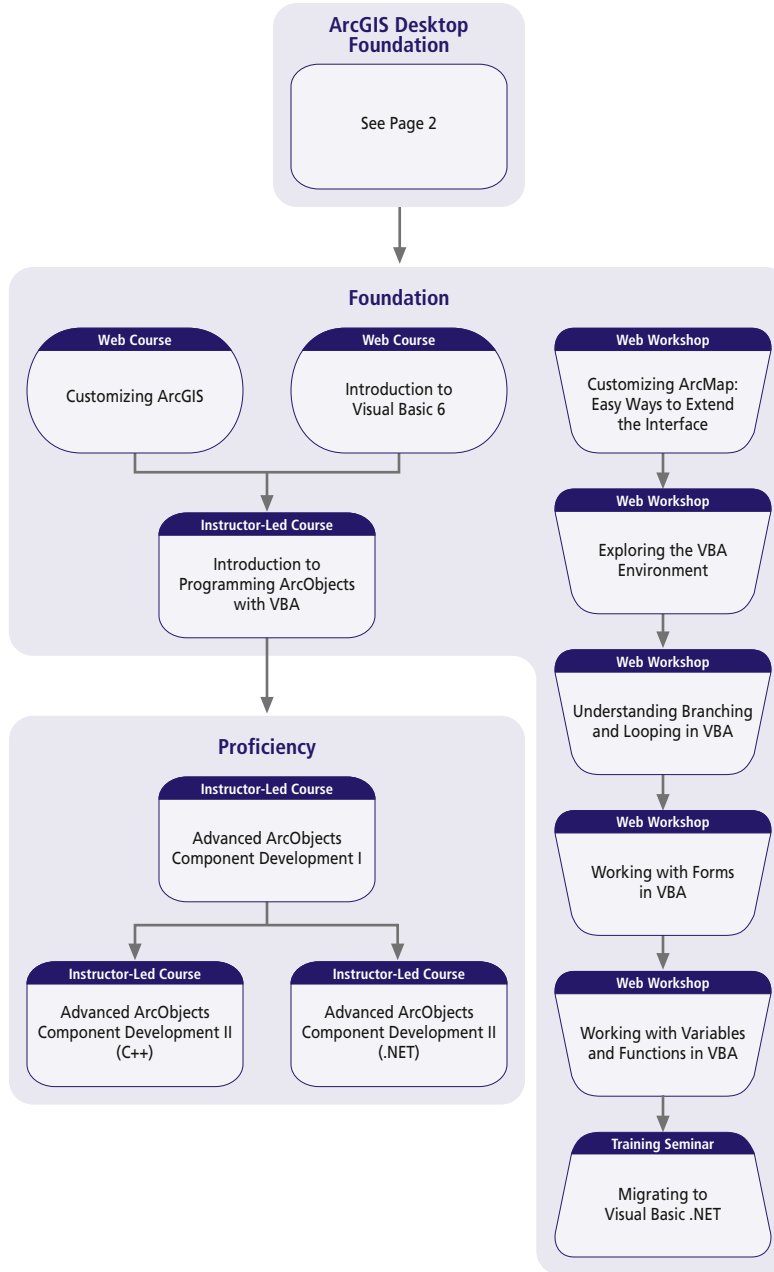 ArcGIS Desktop
Foundation
See Page 2
Foundation
Web Course
Customizing ArcGIS
Web Course
Introduction to
Visual Basic 6
Instructor-Led Course
Introduction to
Programming ArcObjects
with VBA
Web Workshop
Customizing ArcMap:
Easy Ways to Extend
the Interface
Web Workshop
Exploring the VBA
Environment
Web Workshop
Understanding Branching
and Looping in VBA
Web Workshop
Working with Forms
in VBA
Web Workshop
Working with Variables
and Functions in VBA
Training Seminar
Migrating to
Visual Basic .NET
Proficiency
Instructor-Led Course
Advanced ArcObjects
Component Development I
Instructor-Led Course
Advanced ArcObjects
Component Development II
(C++)
Instructor-Led Course
Advanced ArcObjects
Component Development II
(.NET)